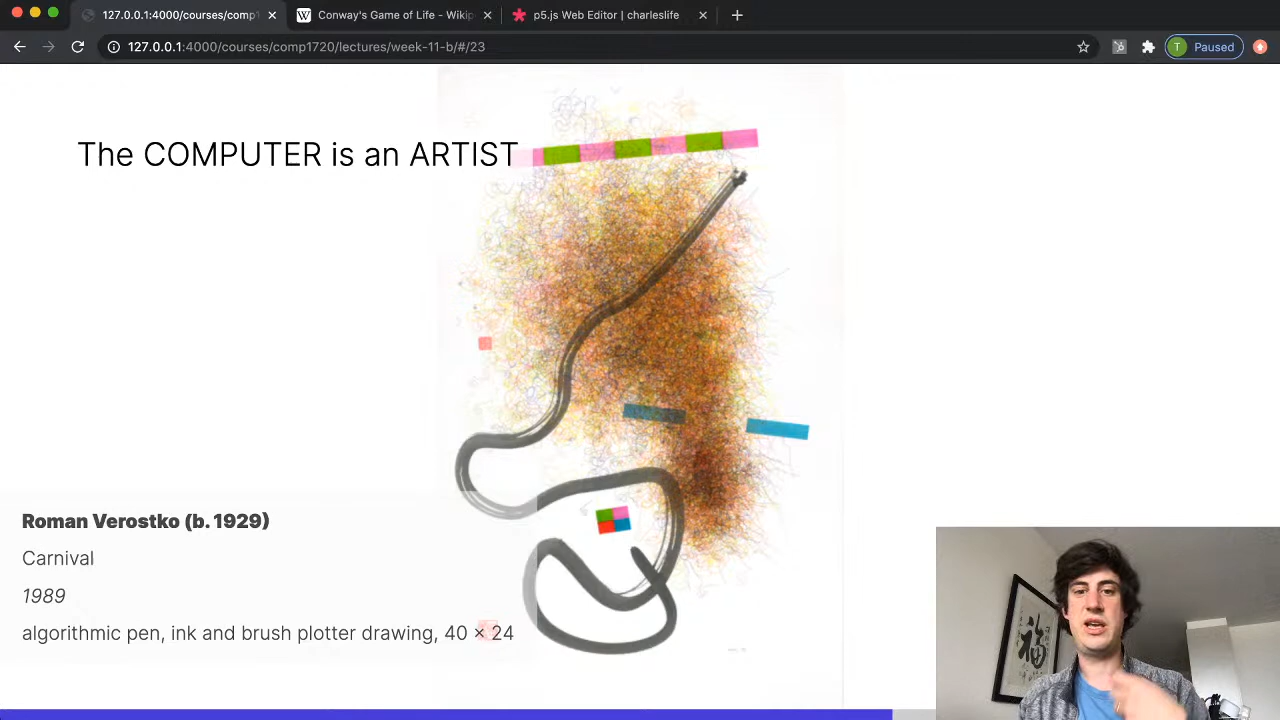 127.0.0.1:4000/courses/comp1
Conway's Game of Life - Wikip
p5.js Web Editor | charleslife
127.0.0.1:4000/courses/comp1720/lectures/week-11-b/#/23
T
Paused
The COMPUTER is an ARTIST
Roman Verostko (b. 1929)
Carnival
1989
algorithmic pen, ink and brush plotter drawing, 40 × 24
福